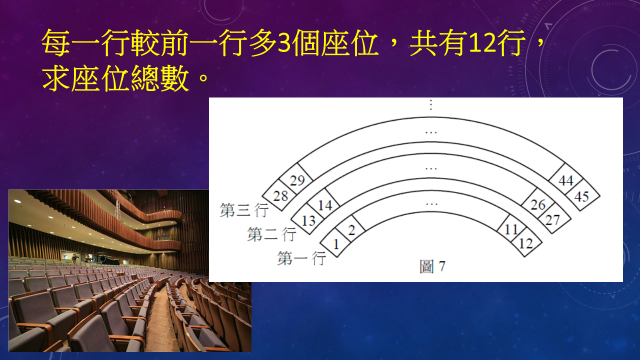 每一行較前一行多3個座位，共有12行，
求座位總數。
⋮
…
29 44
28 45
第三行
…
14 26
13 27
第二行
…
2 11
1 12
第一行
圖 7